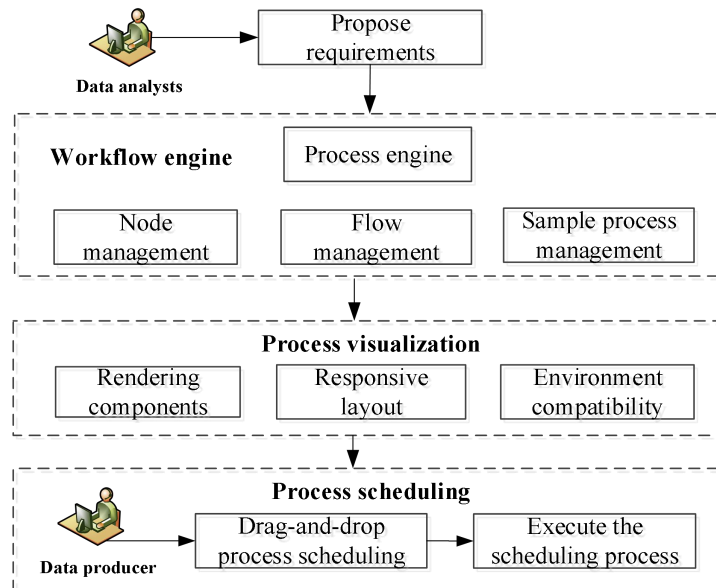 Propose
requirements
Data analysts
Workflow engine
Process engine
Node
management
Flow
management
Sample process
management
Process visualization
Rendering
components
Responsive
layout
Environment
compatibility
Process scheduling
Data producer
Drag-and-drop
process scheduling
Execute the
scheduling process